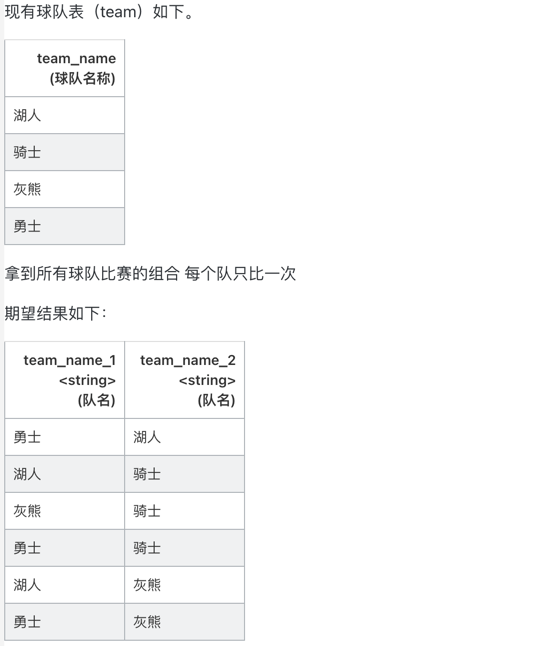 现有球队表（team）如下。
team_name
(球队名称)
湖人
骑士
灰熊
勇士
拿到所有球队比赛的组合 每个队只比一次
期望结果如下：
team_name_1 team_name_2
<string> <string>
(队名) (队名)
勇士 湖人
湖人 骑士
灰熊 骑士
勇士 骑士
湖人 灰熊
勇士 灰熊